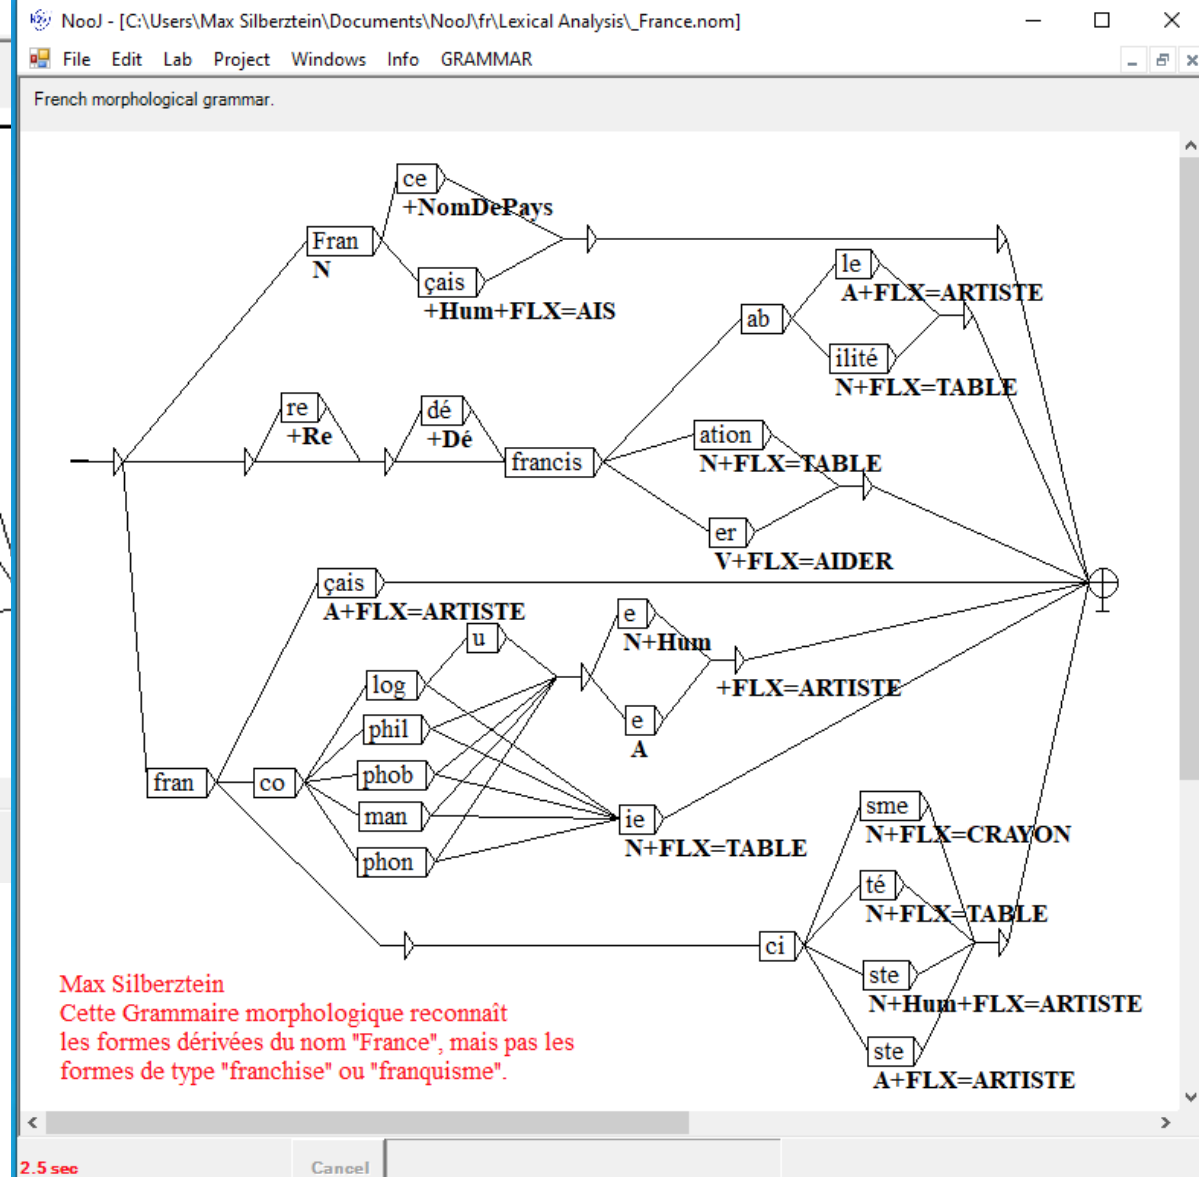 NooJ - [C:\Users\Max Silberztein\Documents\NooJ\fr\Lexical Analysis\_France.nom]
File Edit Lab Project Windows Info GRAMMAR
French morphological grammar.
ce
+NomDePays
Fran
N
çais
+Hum+FLX=AIS
le
A+FLX=ARTISTE
ab
ilité
N+FLX=TABLE
re
+Re
dé
+Dé
francis
ation
N+FLX=TABLE
er
V+FLX=AIDER
çais
A+FLX=ARTISTE
u
e
N+Hum
+FLX=ARTISTE
e
A
log
phil
phob
man
phon
fran
co
ie
N+FLX=TABLE
sme
N+FLX=CRAYON
té
N+FLX=TABLE
ci
ste
N+Hum+FLX=ARTISTE
ste
A+FLX=ARTISTE
Max Silberztein
Cette Grammaire morphologique reconnaît
les formes dérivées du nom "France", mais pas les
formes de type "franchise" ou "franquisme".
2.5 sec
Cancel